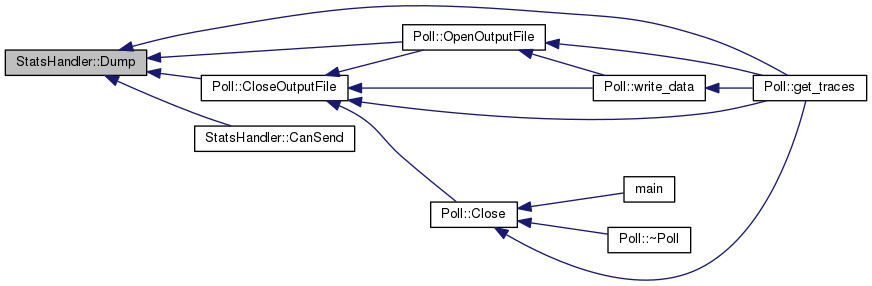 StatsHandler::Dump
Poll::OpenOutputFile
Poll::CloseOutputFile
Poll::write_data
Poll::get_traces
StatsHandler::CanSend
main
Poll::Close
Poll::~Poll